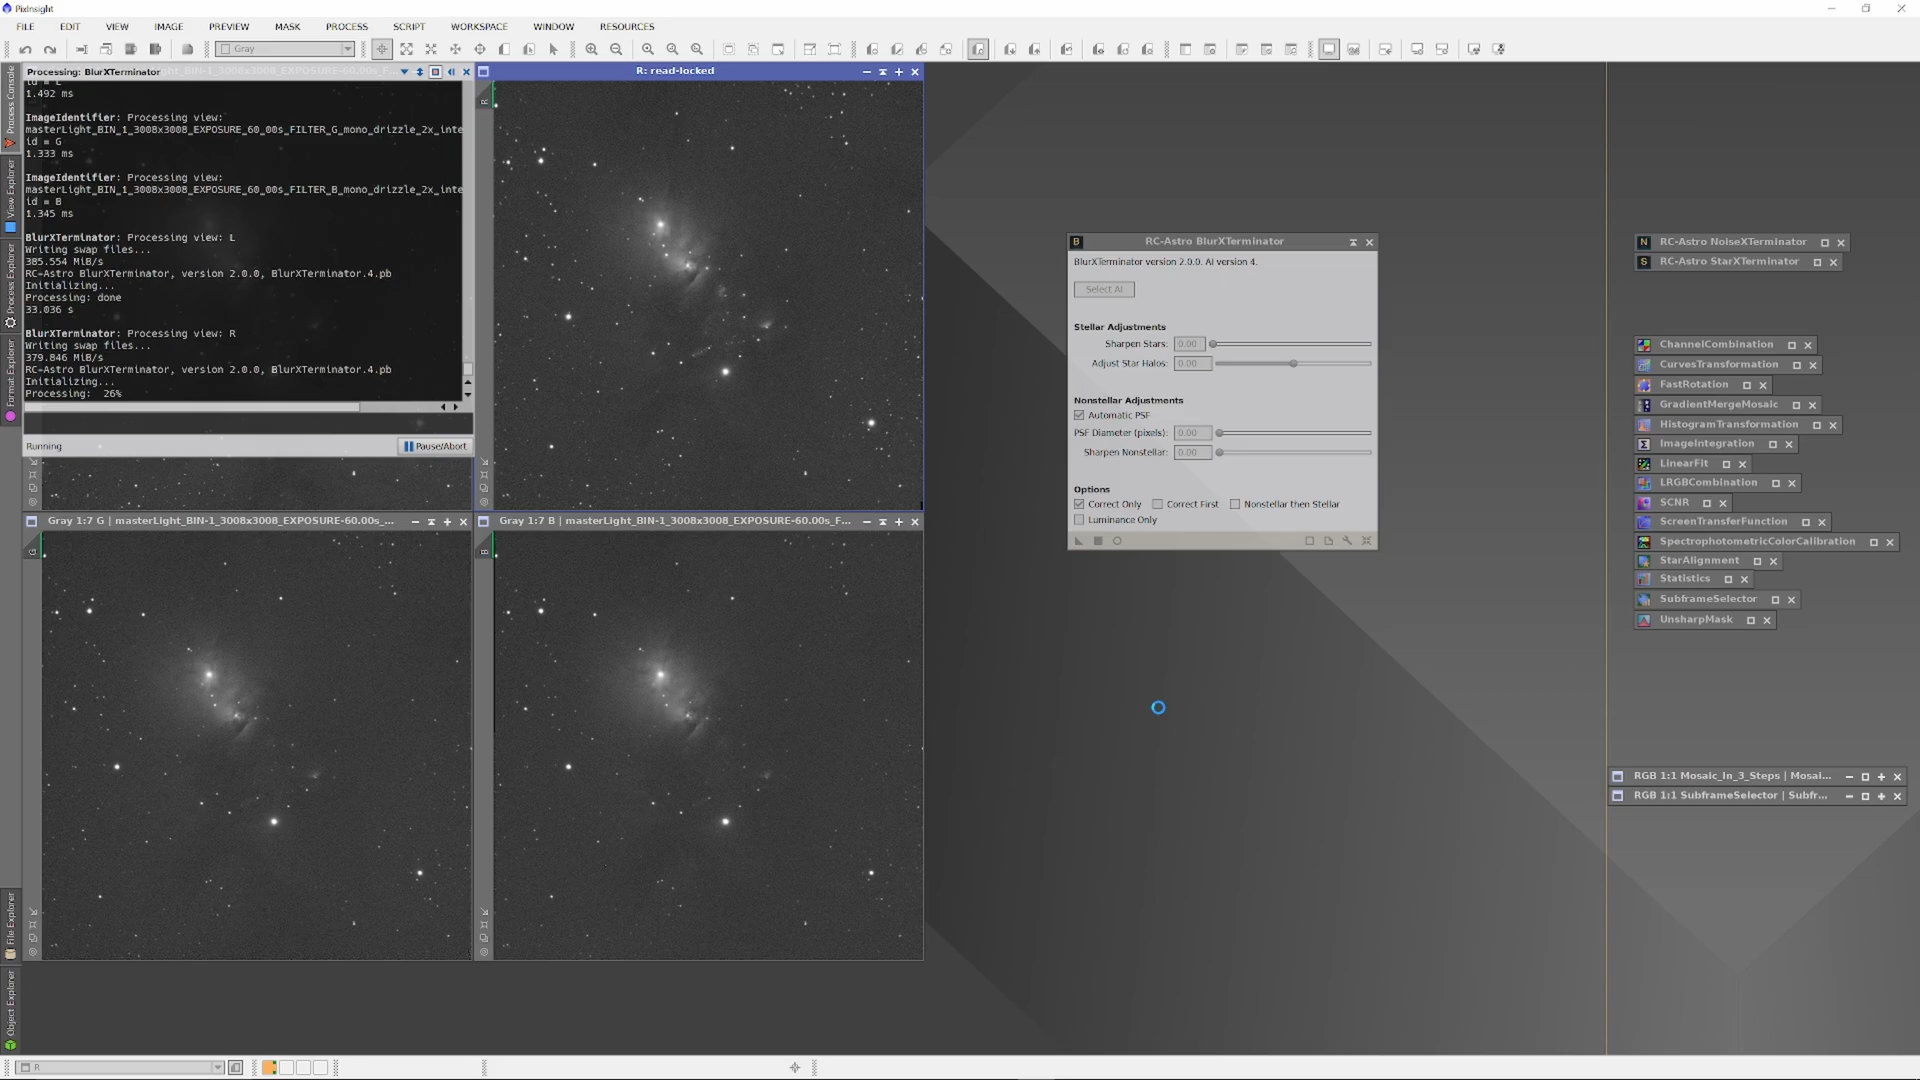 PixInsight
FILE EDIT VIEW IMAGE PREVIEW MASK PROCESS SCRIPT WORKSPACE WINDOW RESOURCES
Gray
Process Console
View Explorer
Process Explorer
Format Explorer
File Explorer
Object Explorer
Processing: BlurXTerminator
1.492 ms
ImageIdentifier: Processing view:
masterLight_BIN_1_3008x3008_EXPOSURE_60_00s_FILTER_G_mono_drizzle_2x_inte
id = G
1.333 ms
ImageIdentifier: Processing view:
masterLight_BIN_1_3008x3008_EXPOSURE_60_00s_FILTER_B_mono_drizzle_2x_inte
id = B
1.345 ms
BlurXTerminator: Processing view: L
Writing swap files...
385.554 MiB/s
RC-Astro BlurXTerminator, version 2.0.0, BlurXTerminator.4.pb
Initializing...
Processing: done
33.036 s
BlurXTerminator: Processing view: R
Writing swap files...
379.846 MiB/s
RC-Astro BlurXTerminator, version 2.0.0, BlurXTerminator.4.pb
Initializing...
Processing: 26%
Running
Pause/Abort
R: read-locked
R
Gray 1:7 G | masterLight_BIN-1_3008x3008_EXPOSURE-60.00s_...
G
Gray 1:7 B | masterLight_BIN-1_3008x3008_EXPOSURE-60.00s_F...
B
RC-Astro BlurXTerminator
BlurXTerminator version 2.0.0. AI version 4.
Select AI
Stellar Adjustments
Sharpen Stars: 0.00
Adjust Star Halos: 0.00
Nonstellar Adjustments
Automatic PSF
PSF Diameter (pixels): 0.00
Sharpen Nonstellar: 0.00
Options
Correct Only Correct First Nonstellar then Stellar
Luminance Only
N RC-Astro NoiseXTerminator
S RC-Astro StarXTerminator
ChannelCombination
CurvesTransformation
FastRotation
GradientMergeMosaic
HistogramTransformation
ImageIntegration
LinearFit
LRGBCombination
SCNR
ScreenTransferFunction
SpectrophotometricColorCalibration
StarAlignment
Statistics
SubframeSelector
UnsharpMask
RGB 1:1 Mosaic_In_3_Steps | Mosai...
RGB 1:1 SubframeSelector | Subfr...
R